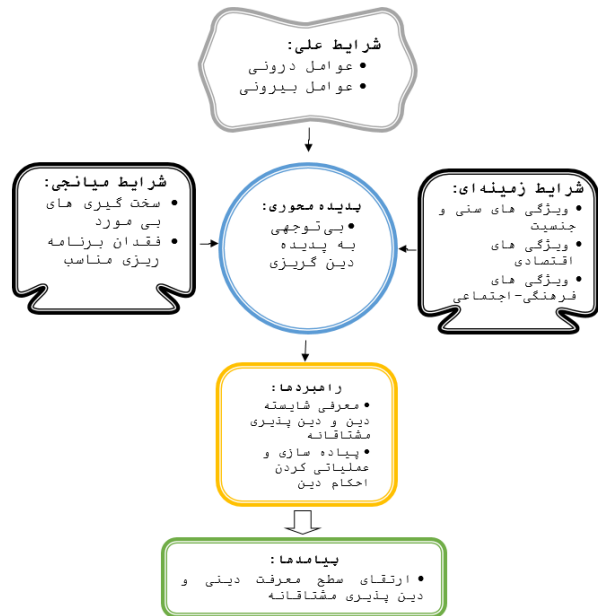 شرایط علی:
• عوامل درونی
• عوامل بیرونی
شرایط زمینه‌ای:
• ویژگی های سنی و
جنسیت
• ویژگی های
اقتصادی
• ویژگی های
فرهنگی-اجتماعی
پدیده محوری:
• بی‌توجهی
به پدیده
دین گریزی
شرایط میانجی:
• سخت گیری های
بی مورد
• فقدان برنامه
ریزی مناسب
راهبردها:
• معرفی شایسته
دین و دین پذیری
مشتاقانه
• پیاده سازی و
عملیاتی کردن
احکام دین
پیامدها:
• ارتقای سطح معرفت دینی و
دین پذیری مشتاقانه